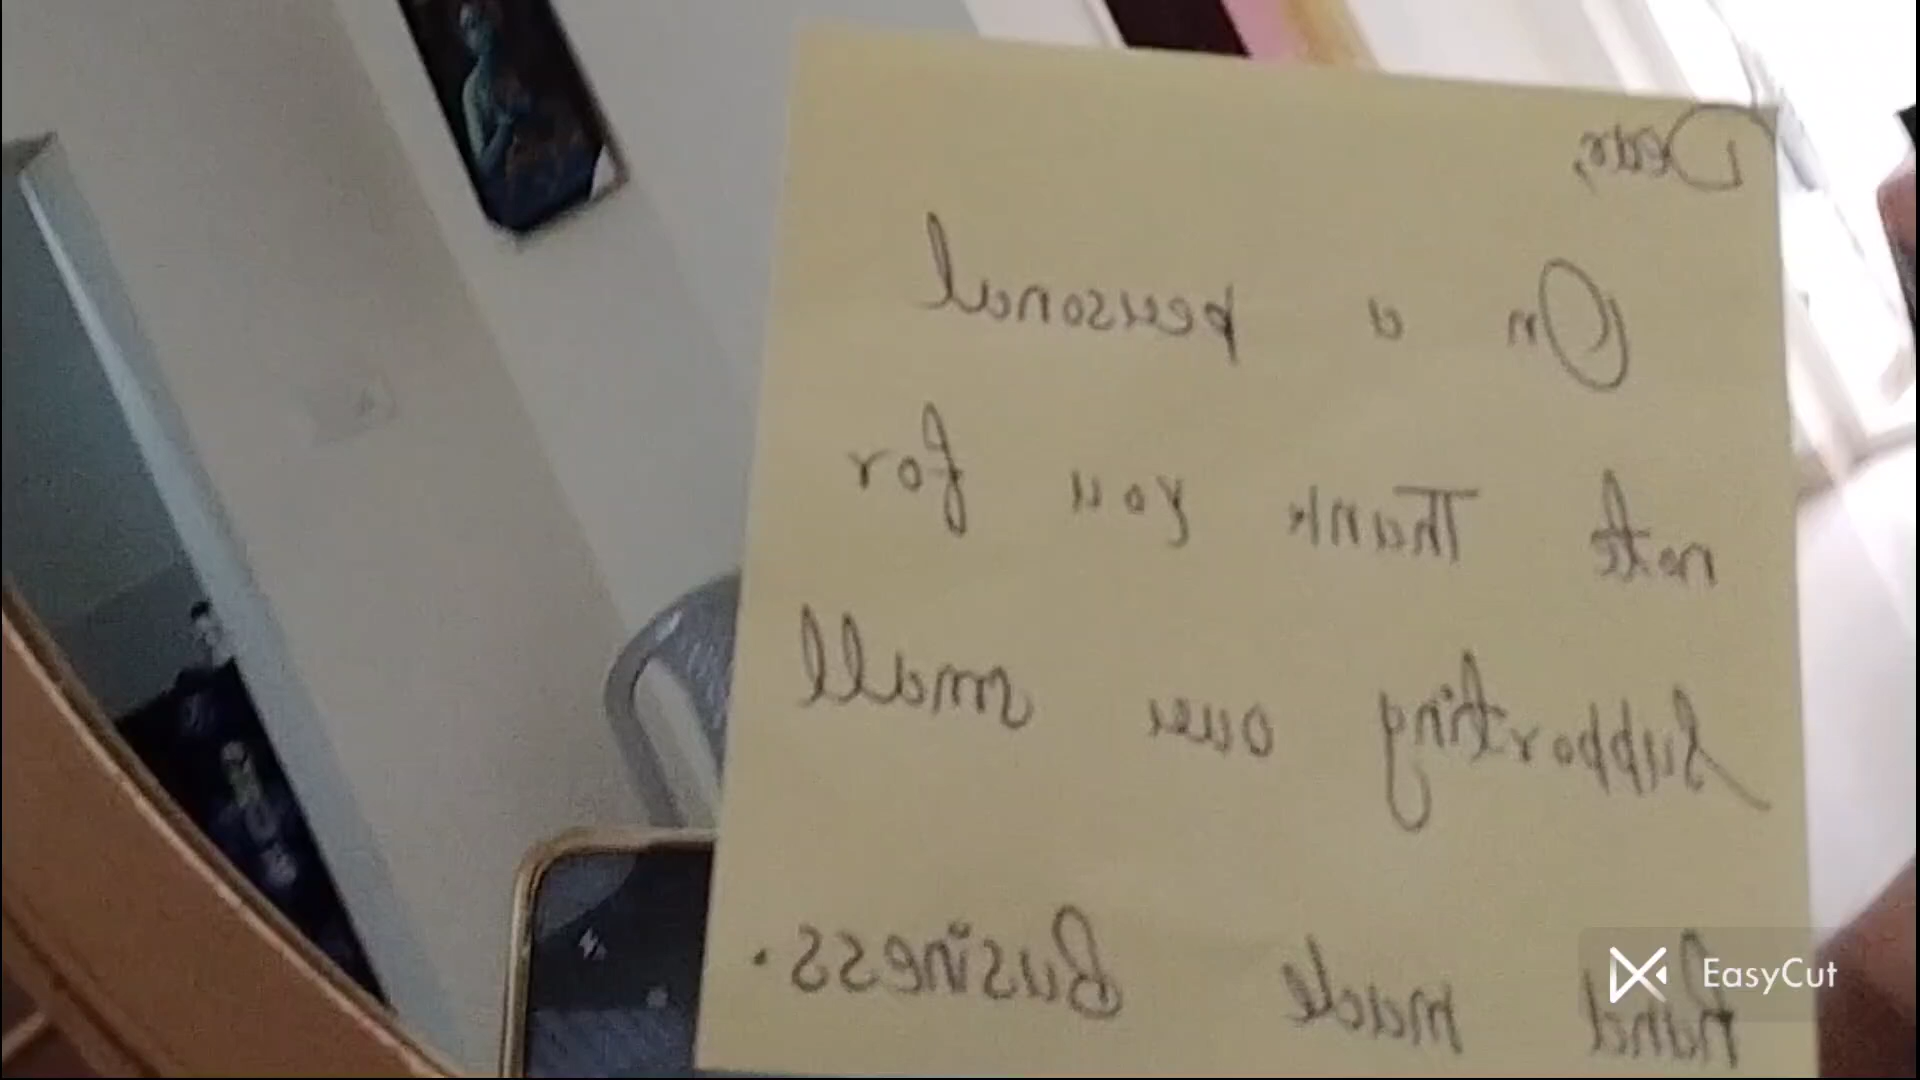 Dear,
On a personal
note Thank you for
Supporting our small
hand made Business.
EasyCut